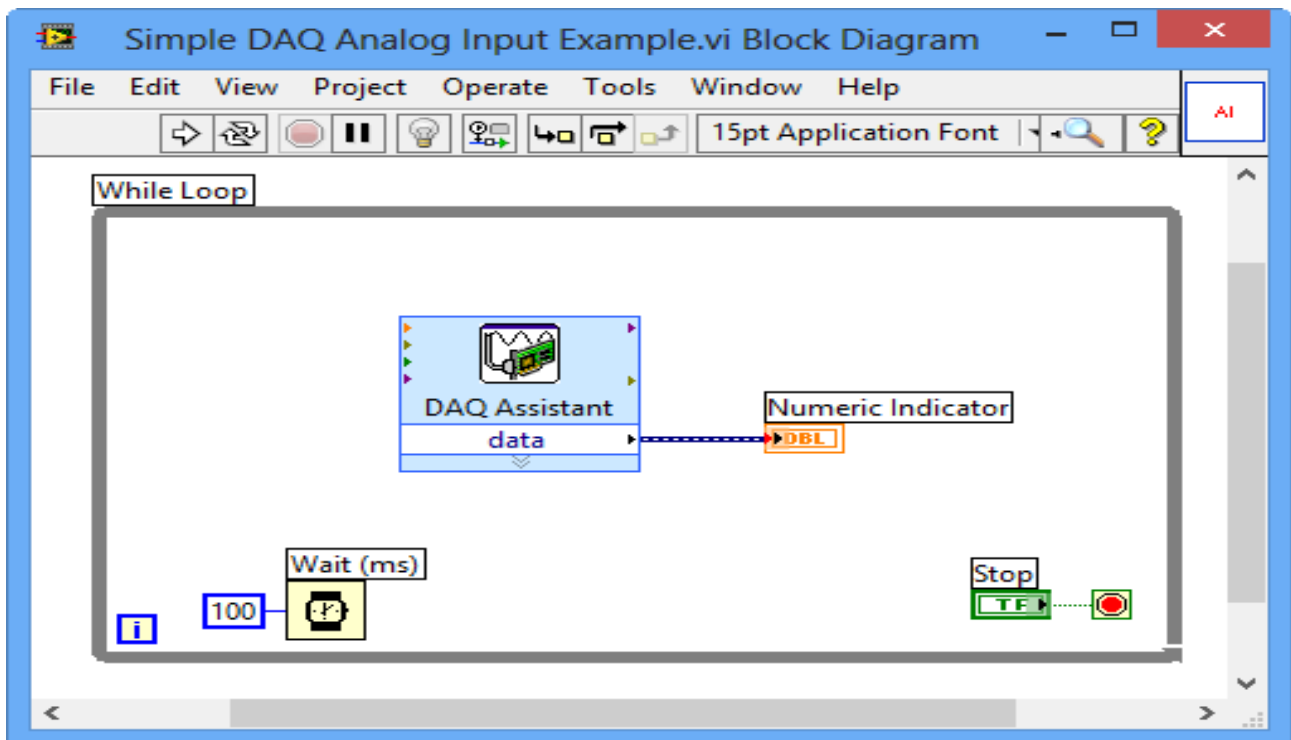 Simple DAQ Analog Input Example.vi Block Diagram
File Edit View Project Operate Tools Window Help
15pt Application Font
AI
While Loop
DAQ Assistant
data
Numeric Indicator
DBL
Wait (ms)
100
i
Stop
TF